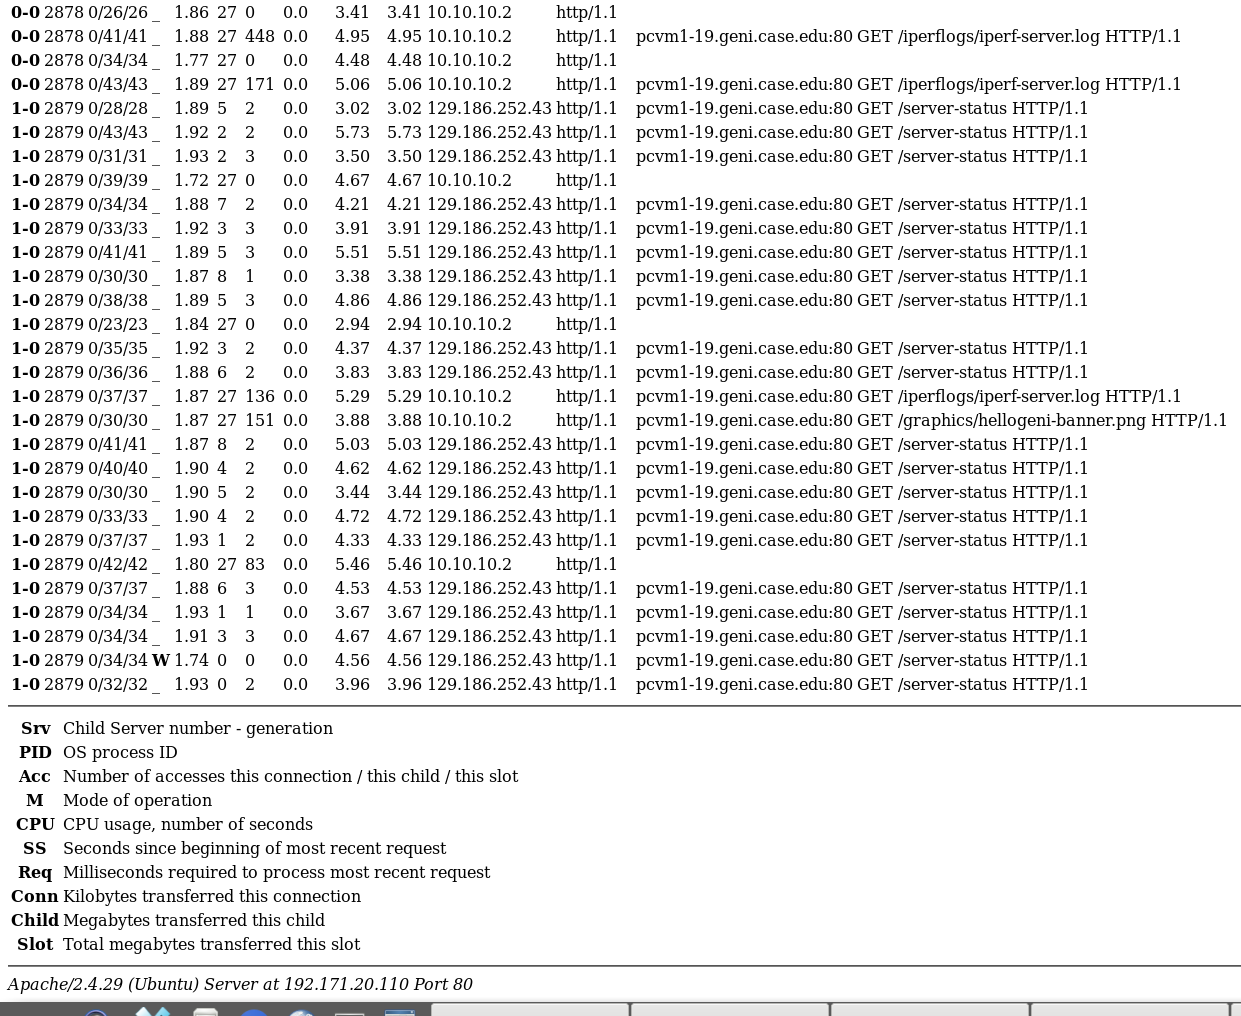 0-0 2878 0/26/26 _ 1.86 27 0 0.0 3.41 3.41 10.10.10.2 http/1.1
0-0 2878 0/41/41 _ 1.88 27 448 0.0 4.95 4.95 10.10.10.2 http/1.1 pcvm1-19.geni.case.edu:80 GET /iperflogs/iperf-server.log HTTP/1.1
0-0 2878 0/34/34 _ 1.77 27 0 0.0 4.48 4.48 10.10.10.2 http/1.1
0-0 2878 0/43/43 _ 1.89 27 171 0.0 5.06 5.06 10.10.10.2 http/1.1 pcvm1-19.geni.case.edu:80 GET /iperflogs/iperf-server.log HTTP/1.1
1-0 2879 0/28/28 _ 1.89 5 2 0.0 3.02 3.02 129.186.252.43 http/1.1 pcvm1-19.geni.case.edu:80 GET /server-status HTTP/1.1
1-0 2879 0/43/43 _ 1.92 2 2 0.0 5.73 5.73 129.186.252.43 http/1.1 pcvm1-19.geni.case.edu:80 GET /server-status HTTP/1.1
1-0 2879 0/31/31 _ 1.93 2 3 0.0 3.50 3.50 129.186.252.43 http/1.1 pcvm1-19.geni.case.edu:80 GET /server-status HTTP/1.1
1-0 2879 0/39/39 _ 1.72 27 0 0.0 4.67 4.67 10.10.10.2 http/1.1
1-0 2879 0/34/34 _ 1.88 7 2 0.0 4.21 4.21 129.186.252.43 http/1.1 pcvm1-19.geni.case.edu:80 GET /server-status HTTP/1.1
1-0 2879 0/33/33 _ 1.92 3 3 0.0 3.91 3.91 129.186.252.43 http/1.1 pcvm1-19.geni.case.edu:80 GET /server-status HTTP/1.1
1-0 2879 0/41/41 _ 1.89 5 3 0.0 5.51 5.51 129.186.252.43 http/1.1 pcvm1-19.geni.case.edu:80 GET /server-status HTTP/1.1
1-0 2879 0/30/30 _ 1.87 8 1 0.0 3.38 3.38 129.186.252.43 http/1.1 pcvm1-19.geni.case.edu:80 GET /server-status HTTP/1.1
1-0 2879 0/38/38 _ 1.89 5 3 0.0 4.86 4.86 129.186.252.43 http/1.1 pcvm1-19.geni.case.edu:80 GET /server-status HTTP/1.1
1-0 2879 0/23/23 _ 1.84 27 0 0.0 2.94 2.94 10.10.10.2 http/1.1
1-0 2879 0/35/35 _ 1.92 3 2 0.0 4.37 4.37 129.186.252.43 http/1.1 pcvm1-19.geni.case.edu:80 GET /server-status HTTP/1.1
1-0 2879 0/36/36 _ 1.88 6 2 0.0 3.83 3.83 129.186.252.43 http/1.1 pcvm1-19.geni.case.edu:80 GET /server-status HTTP/1.1
1-0 2879 0/37/37 _ 1.87 27 136 0.0 5.29 5.29 10.10.10.2 http/1.1 pcvm1-19.geni.case.edu:80 GET /iperflogs/iperf-server.log HTTP/1.1
1-0 2879 0/30/30 _ 1.87 27 151 0.0 3.88 3.88 10.10.10.2 http/1.1 pcvm1-19.geni.case.edu:80 GET /graphics/hellogeni-banner.png HTTP/1.1
1-0 2879 0/41/41 _ 1.87 8 2 0.0 5.03 5.03 129.186.252.43 http/1.1 pcvm1-19.geni.case.edu:80 GET /server-status HTTP/1.1
1-0 2879 0/40/40 _ 1.90 4 2 0.0 4.62 4.62 129.186.252.43 http/1.1 pcvm1-19.geni.case.edu:80 GET /server-status HTTP/1.1
1-0 2879 0/30/30 _ 1.90 5 2 0.0 3.44 3.44 129.186.252.43 http/1.1 pcvm1-19.geni.case.edu:80 GET /server-status HTTP/1.1
1-0 2879 0/33/33 _ 1.90 4 2 0.0 4.72 4.72 129.186.252.43 http/1.1 pcvm1-19.geni.case.edu:80 GET /server-status HTTP/1.1
1-0 2879 0/37/37 _ 1.93 1 2 0.0 4.33 4.33 129.186.252.43 http/1.1 pcvm1-19.geni.case.edu:80 GET /server-status HTTP/1.1
1-0 2879 0/42/42 _ 1.80 27 83 0.0 5.46 5.46 10.10.10.2 http/1.1
1-0 2879 0/37/37 _ 1.88 6 3 0.0 4.53 4.53 129.186.252.43 http/1.1 pcvm1-19.geni.case.edu:80 GET /server-status HTTP/1.1
1-0 2879 0/34/34 _ 1.93 1 1 0.0 3.67 3.67 129.186.252.43 http/1.1 pcvm1-19.geni.case.edu:80 GET /server-status HTTP/1.1
1-0 2879 0/34/34 _ 1.91 3 3 0.0 4.67 4.67 129.186.252.43 http/1.1 pcvm1-19.geni.case.edu:80 GET /server-status HTTP/1.1
1-0 2879 0/34/34 W 1.74 0 0 0.0 4.56 4.56 129.186.252.43 http/1.1 pcvm1-19.geni.case.edu:80 GET /server-status HTTP/1.1
1-0 2879 0/32/32 _ 1.93 0 2 0.0 3.96 3.96 129.186.252.43 http/1.1 pcvm1-19.geni.case.edu:80 GET /server-status HTTP/1.1
Srv Child Server number - generation
PID OS process ID
Acc Number of accesses this connection / this child / this slot
M Mode of operation
CPU CPU usage, number of seconds
SS Seconds since beginning of most recent request
Req Milliseconds required to process most recent request
Conn Kilobytes transferred this connection
Child Megabytes transferred this child
Slot Total megabytes transferred this slot
Apache/2.4.29 (Ubuntu) Server at 192.171.20.110 Port 80